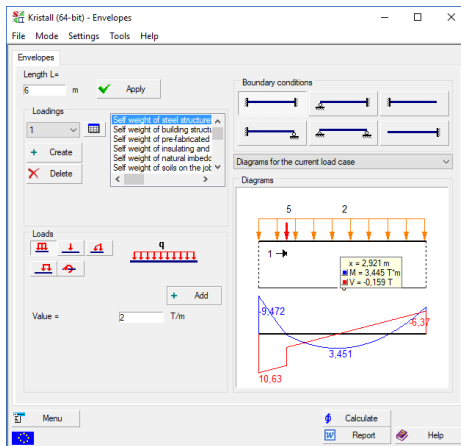 Kristall (64-bit) - Envelopes
File Mode Settings Tools Help
Envelopes
Length L=
6 m Apply
Loadings
1
Create
Delete
Self weight of steel structure
Self weight of building structu
Self weight of pre-fabricated
Self weight of insulating and
Self weight of natural imbedd
Self weight of soils on the jot
Loads
q
Add
Value = 2 T/m
Boundary conditions
Diagrams for the current load case
Diagrams
5 2
1
x = 2,921 m
M = 3,445 T*m
V = -0,159 T
-9,472
-6,37
3,451
10,63
Menu
Calculate
Report
Help